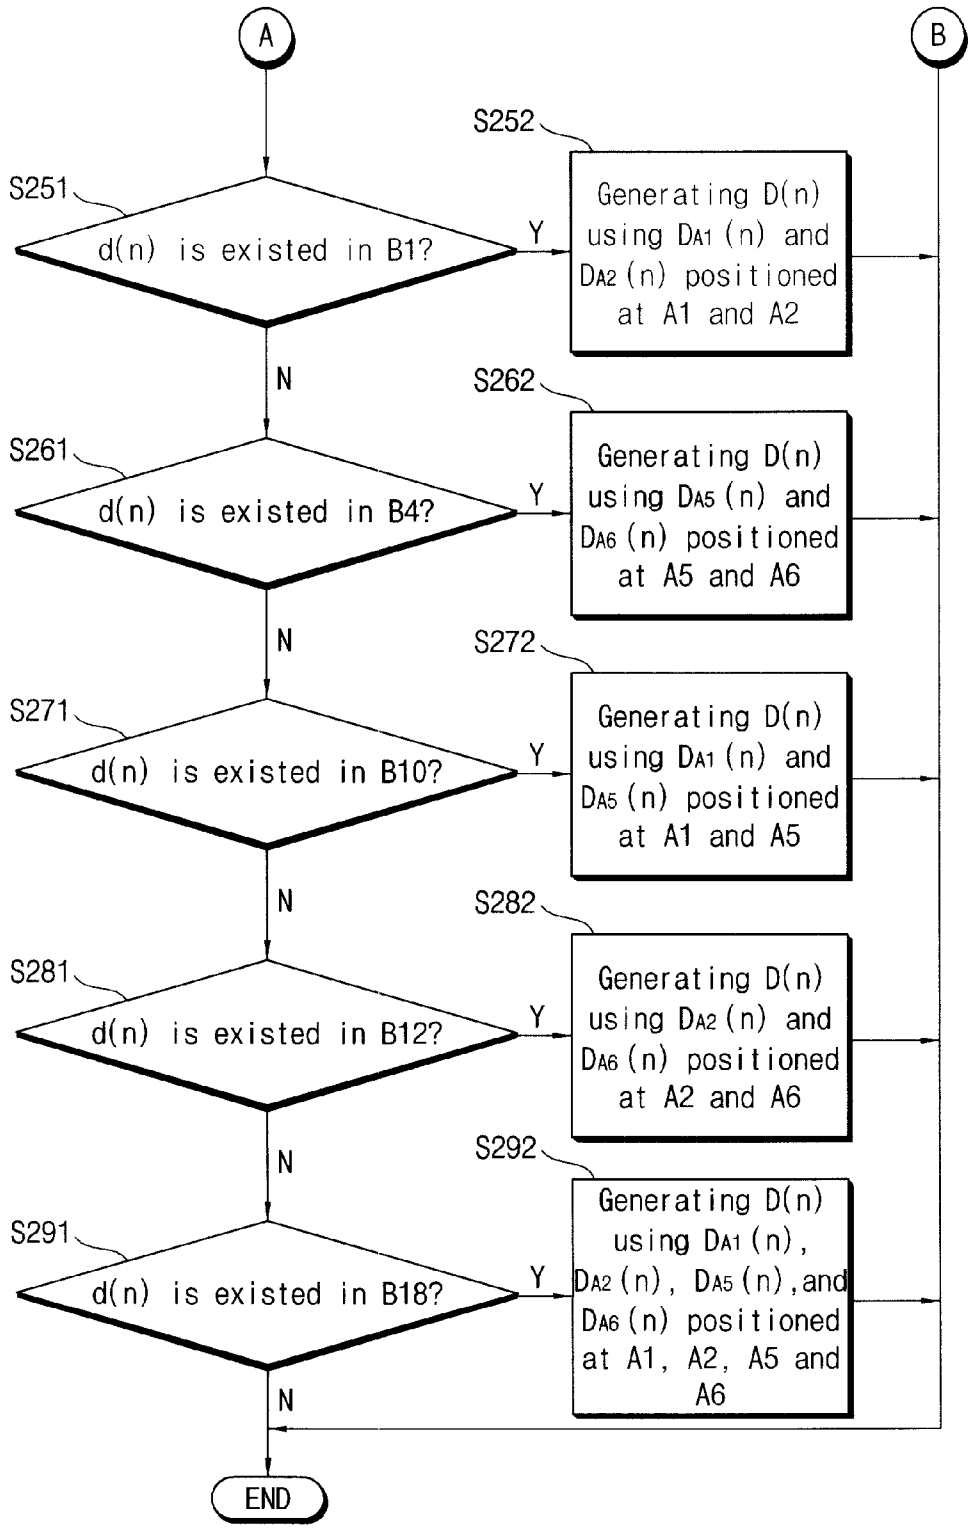 A
B
S252
S251
d(n) is existed in B1?
Y
Generating D(n)
using DA1(n) and
DA2(n) positioned
at A1 and A2
N
S262
S261
d(n) is existed in B4?
Y
Generating D(n)
using DA5(n) and
DA6(n) positioned
at A5 and A6
N
S272
S271
d(n) is existed in B10?
Y
Generating D(n)
using DA1(n) and
DA5(n) positioned
at A1 and A5
N
S282
S281
d(n) is existed in B12?
Y
Generating D(n)
using DA2(n) and
DA6(n) positioned
at A2 and A6
N
S292
S291
d(n) is existed in B18?
Y
Generating D(n)
using DA1(n),
DA2(n), DA5(n),and
DA6(n) positioned
at A1, A2, A5 and
A6
N
END